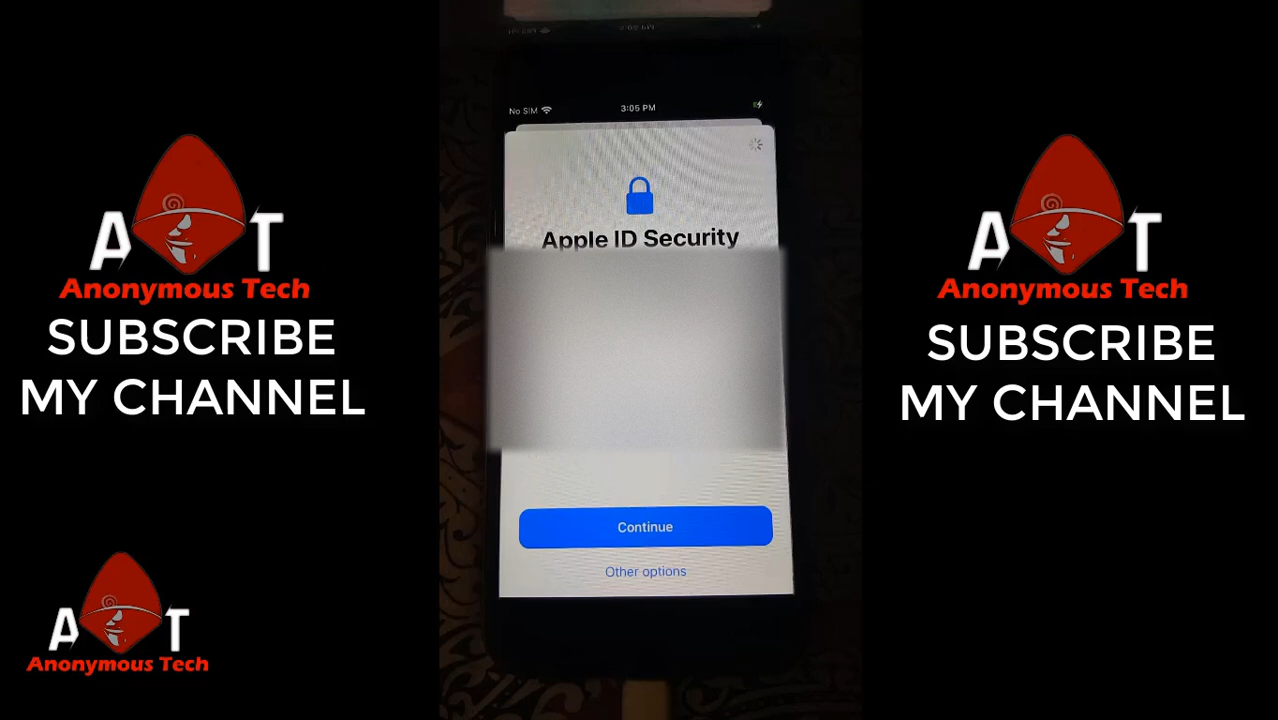 A T
Anonymous Tech
SUBSCRIBE
MY CHANNEL
A T
Anonymous Tech
No SIM 3:05 PM
Apple ID Security
Continue
Other options
A T
Anonymous Tech
SUBSCRIBE
MY CHANNEL